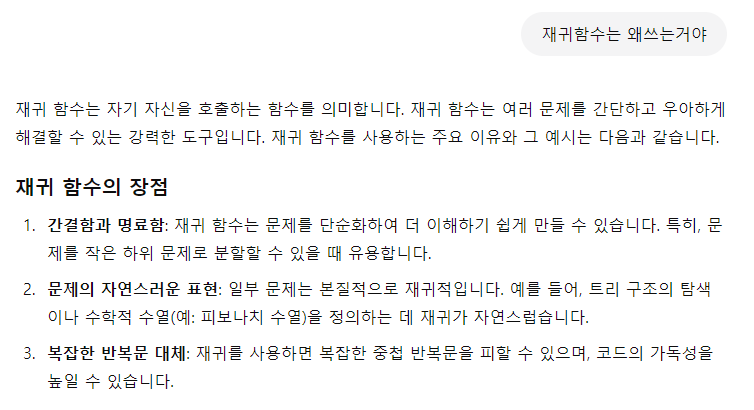 재귀함수는 왜쓰는거야
재귀 함수는 자기 자신을 호출하는 함수를 의미합니다. 재귀 함수는 여러 문제를 간단하고 우아하게
해결할 수 있는 강력한 도구입니다. 재귀 함수를 사용하는 주요 이유와 그 예시는 다음과 같습니다.
재귀 함수의 장점
1. 간결함과 명료함: 재귀 함수는 문제를 단순화하여 더 이해하기 쉽게 만들 수 있습니다. 특히, 문
제를 작은 하위 문제로 분할할 수 있을 때 유용합니다.
2. 문제의 자연스러운 표현: 일부 문제는 본질적으로 재귀적입니다. 예를 들어, 트리 구조의 탐색
이나 수학적 수열(예: 피보나치 수열)을 정의하는 데 재귀가 자연스럽습니다.
3. 복잡한 반복문 대체: 재귀를 사용하면 복잡한 중첩 반복문을 피할 수 있으며, 코드의 가독성을
높일 수 있습니다.